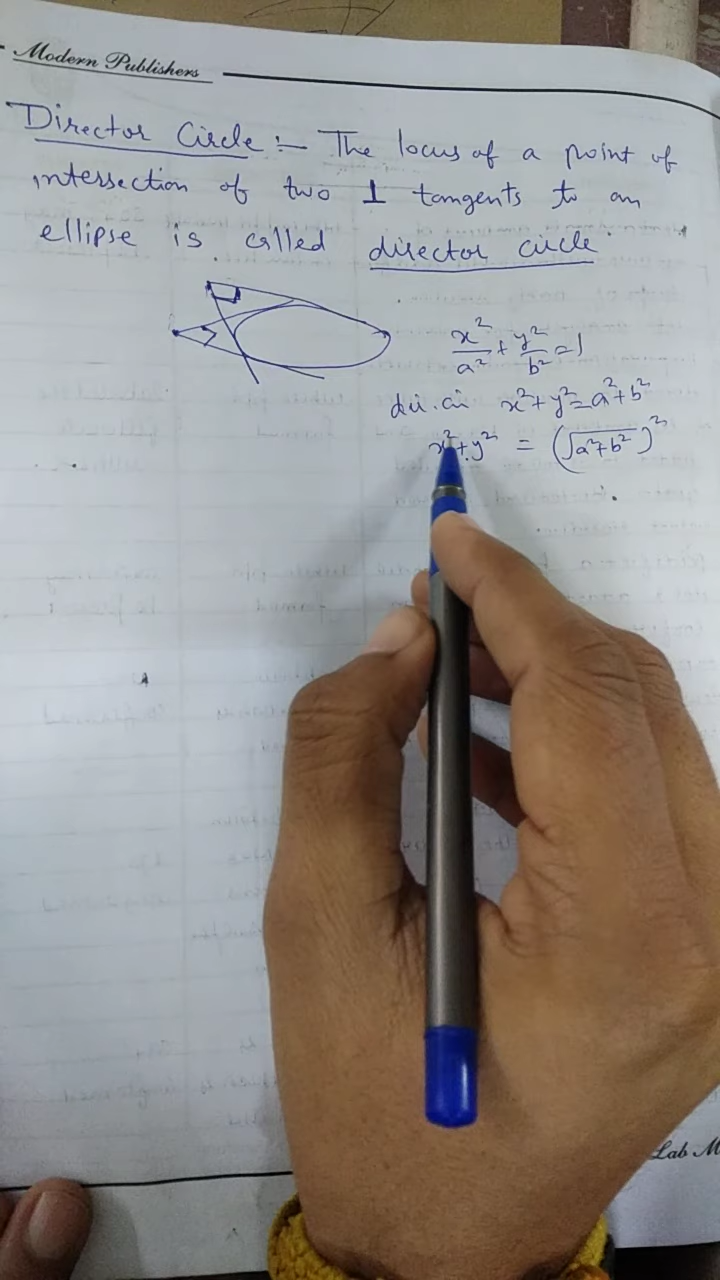 Modern Publishers
Director Circle :- The locus of a point of
intersection of two ⊥ tangents to an
ellipse is called director circle.
x²/a² + y²/b² = 1
dir. cir x²+y²=a²+b²
x²+y² = (√a²+b²)²
Lab M